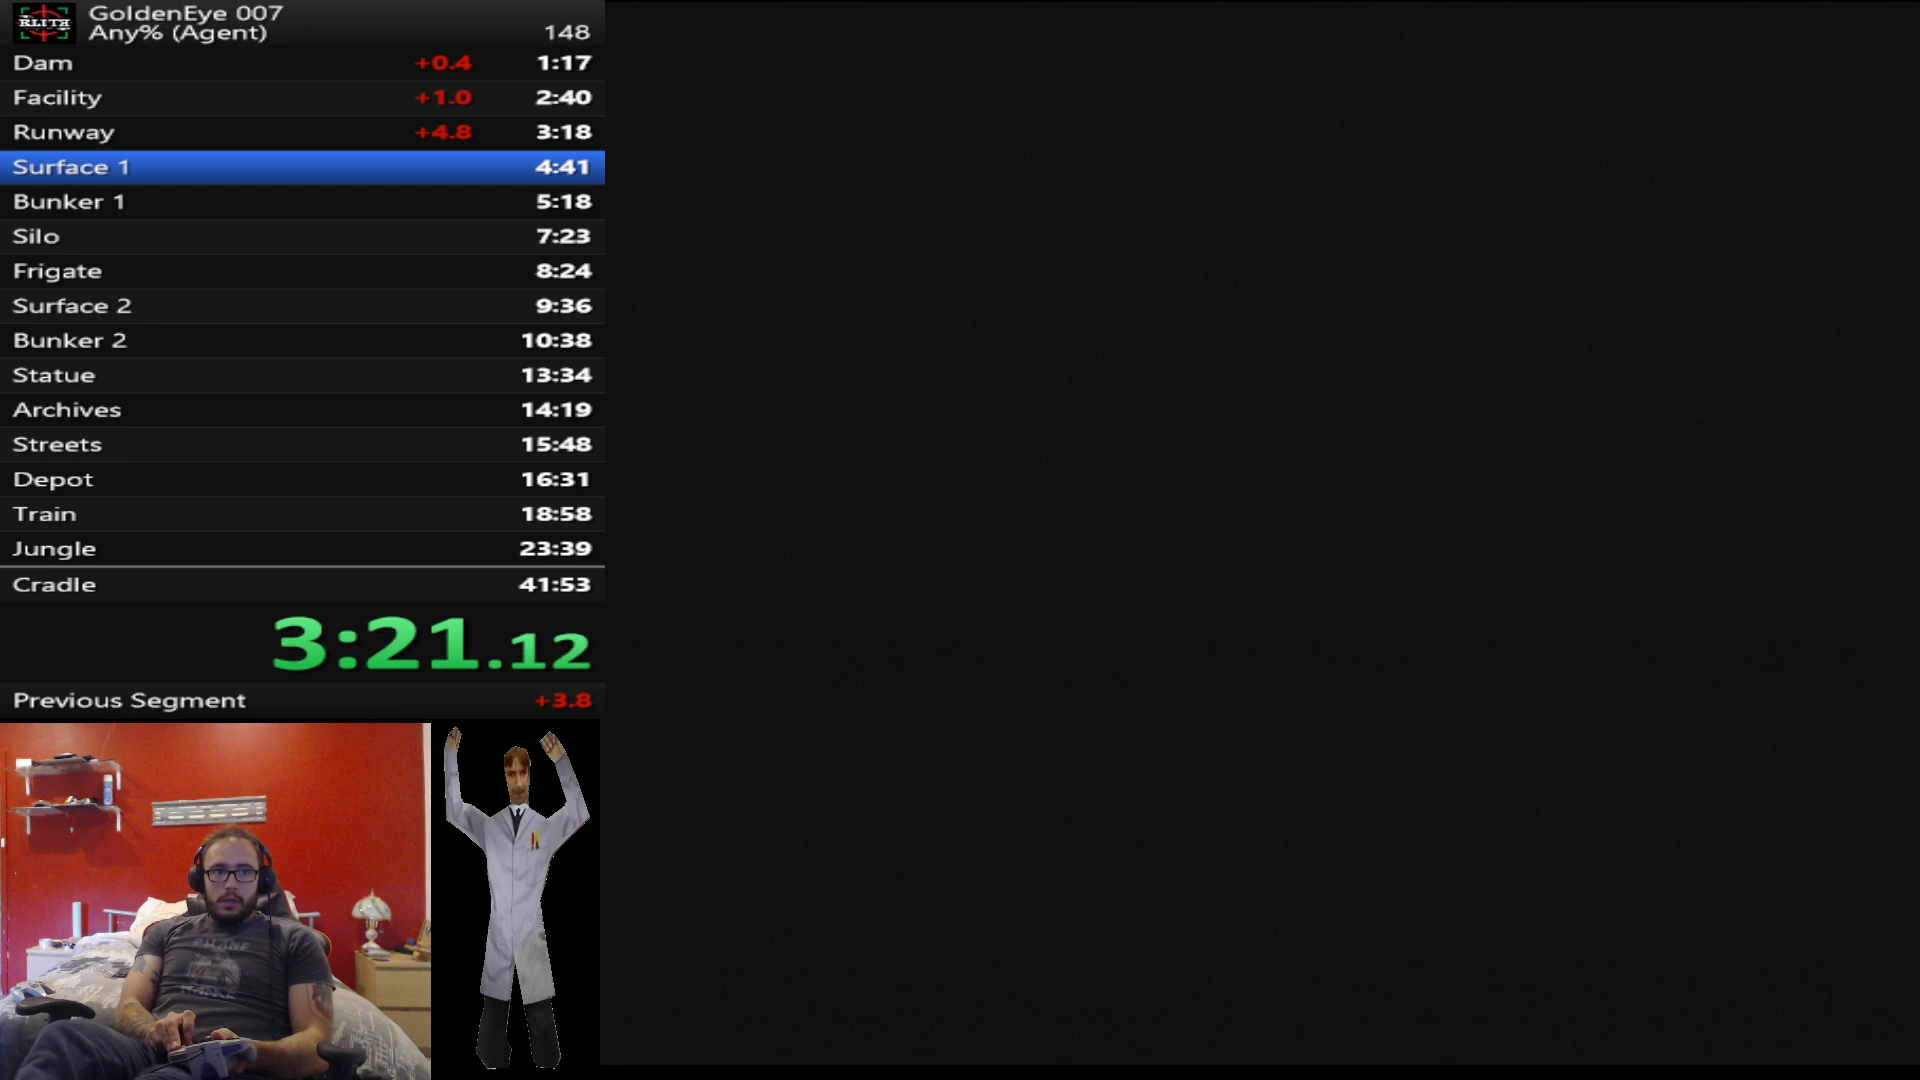 GoldenEye 007
Any% (Agent) 148
Dam +0.4 1:17
Facility +1.0 2:40
Runway +4.8 3:18
Surface 1 4:41
Bunker 1 5:18
Silo 7:23
Frigate 8:24
Surface 2 9:36
Bunker 2 10:38
Statue 13:34
Archives 14:19
Streets 15:48
Depot 16:31
Train 18:58
Jungle 23:39
Cradle 41:53
3:21.12
Previous Segment +3.8